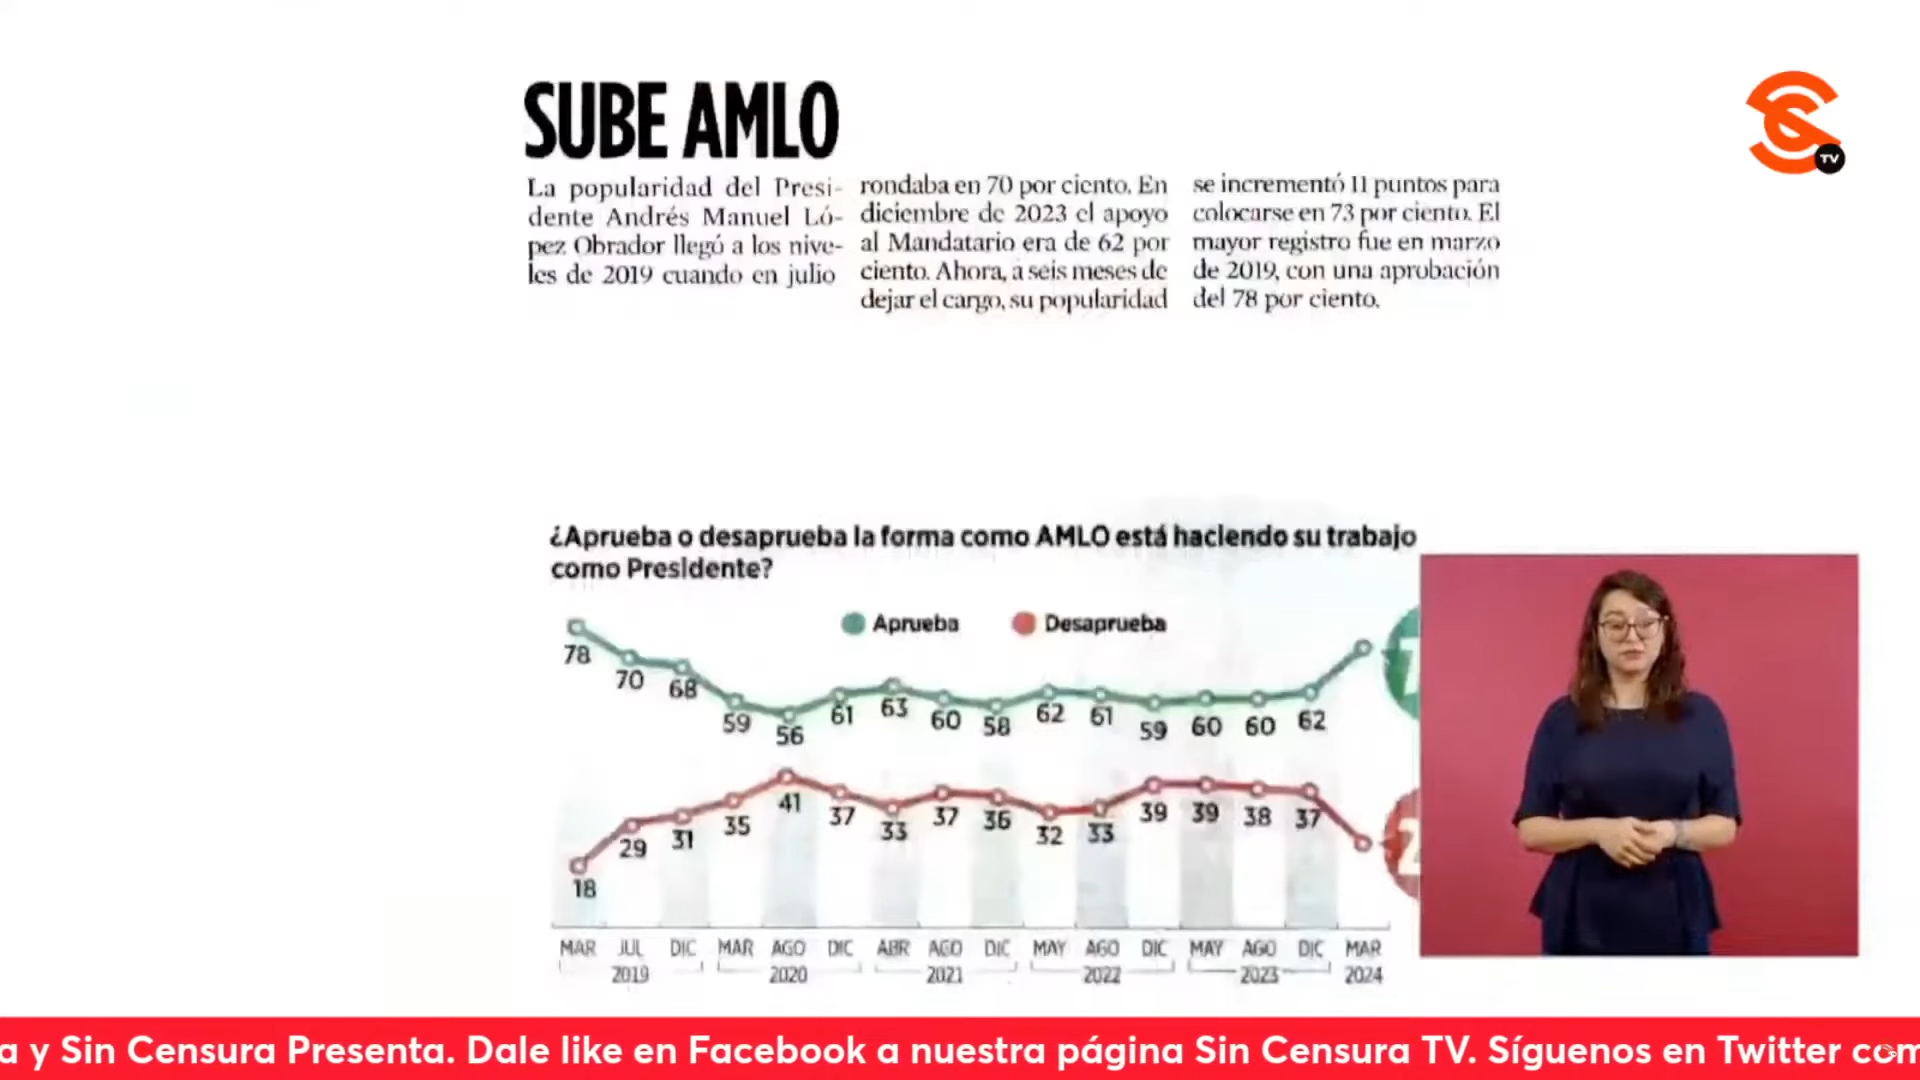 SUBE AMLO
TV
La popularidad del Presi-
dente Andrés Manuel Ló-
pez Obrador llegó a los nive-
les de 2019 cuando en julio
rondaba en 70 por ciento. En
diciembre de 2023 el apoyo
al Mandatario era de 62 por
ciento. Ahora, a seis meses de
dejar el cargo, su popularidad
se incrementó 11 puntos para
colocarse en 73 por ciento. El
mayor registro fue en marzo
de 2019, con una aprobación
del 78 por ciento.
¿Aprueba o desaprueba la forma como AMLO está haciendo su trabajo
como Presidente?
Aprueba Desaprueba
78 70 68 59 56 61 63 60 58 62 61 59 60 60 62
18 29 31 35 41 37 33 37 36 32 33 39 39 38 37
MAR JUL DIC MAR AGO DIC ABR AGO DIC MAY AGO DIC MAY AGO DIC MAR
2019 2020 2021 2022 2023 2024
a y Sin Censura Presenta. Dale like en Facebook a nuestra página Sin Censura TV. Síguenos en Twitter com